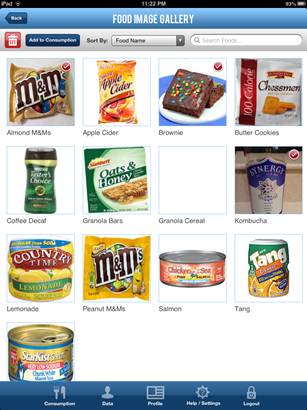 iPad
11:22 PM
93%
Back
FOOD IMAGE GALLERY
Add to Consumption
Sort By:
Food Name
Search Foods...
m&m's
Apple Cider
100 Calorie
Chessmen
Almond M&Ms
Apple Cider
Brownie
Butter Cookies
Taster's Choice
Oats & Honey
SYNERGY
Coffee Decaf
Granola Bars
Granola Cereal
Kombucha
COUNTRY TIME
LEMONADE
m&m's
Chicken of the Sea
Tang
Lemonade
Peanut M&Ms
Salmon
Tang
StarKist
Chunk White
Consumption
Data
Profile
Help / Settings
Logout